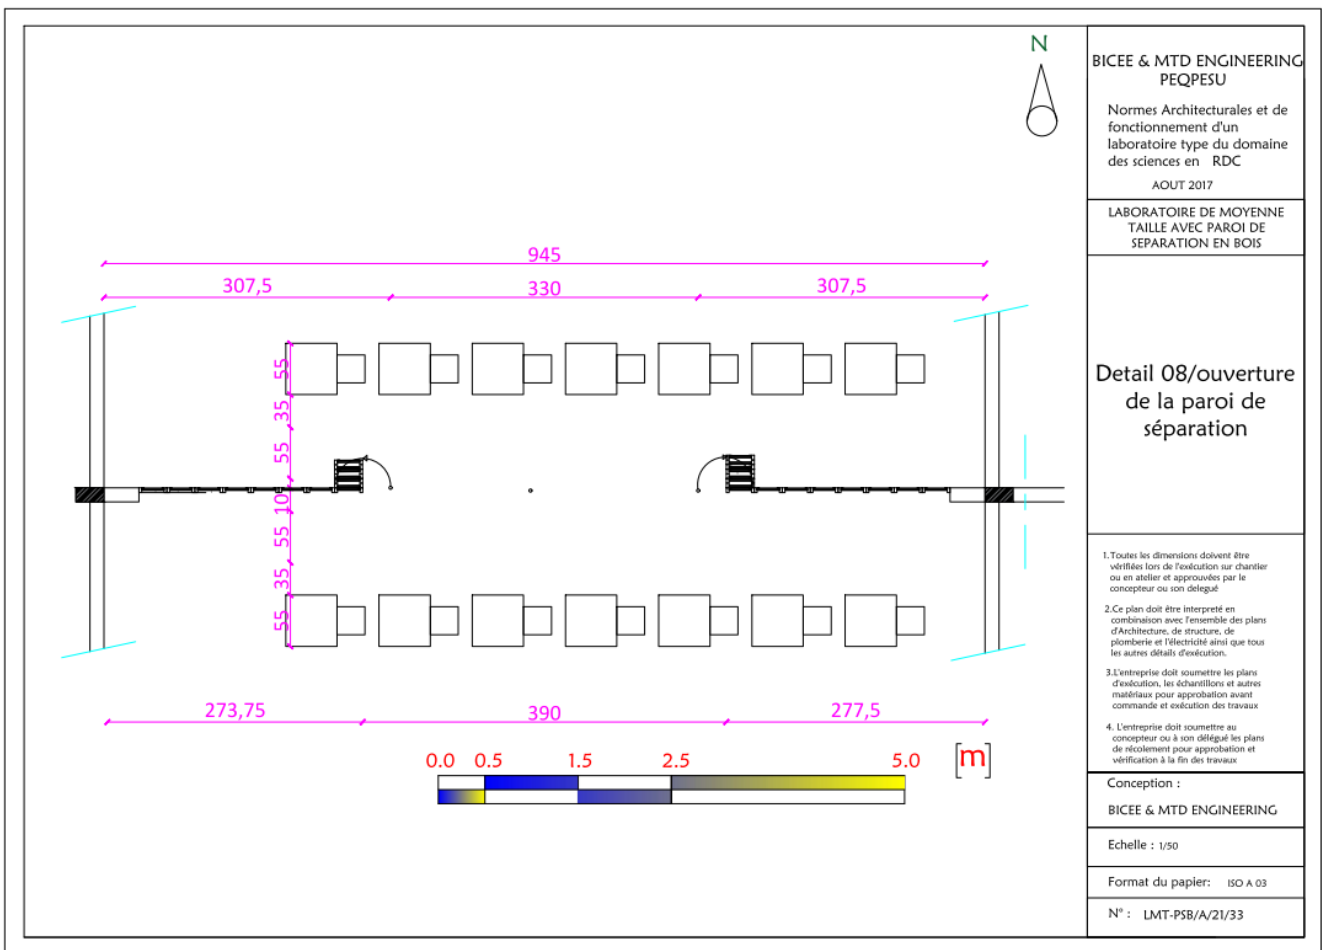 N
945
307,5
330
307,5
55
35
55
10
55
35
55
273,75
390
277,5
0.0 0.5 1.5 2.5 5.0 [m]
BICEE & MTD ENGINEERING
PEQPESU
Normes Architecturales et de
fonctionnement d'un
laboratoire type du domaine
des sciences en RDC
AOUT 2017
LABORATOIRE DE MOYENNE
TAILLE AVEC PAROI DE
SEPARATION EN BOIS
Detail 08/ouverture
de la paroi de
séparation
1.Toutes les dimensions doivent être
vérifiées lors de l'exécution sur chantier
ou en atelier et approuvées par le
concepteur ou son delegué
2.Ce plan doit être interpreté en
combinaison avec l'ensemble des plans
d'Architecture, de structure, de
plomberie et l'électricité ainsi que tous
les autres détails d'exécution.
3.L'entreprise doit soumettre les plans
d'exécution, les échantillons et autres
matériaux pour approbation avant
commande et exécution des travaux
4. L'entreprise doit soumettre au
concepteur ou à son délégué les plans
de récolement pour approbation et
vérification à la fin des travaux
Conception :
BICEE & MTD ENGINEERING
Echelle : 1/50
Format du papier: ISO A 03
N° : LMT-PSB/A/21/33